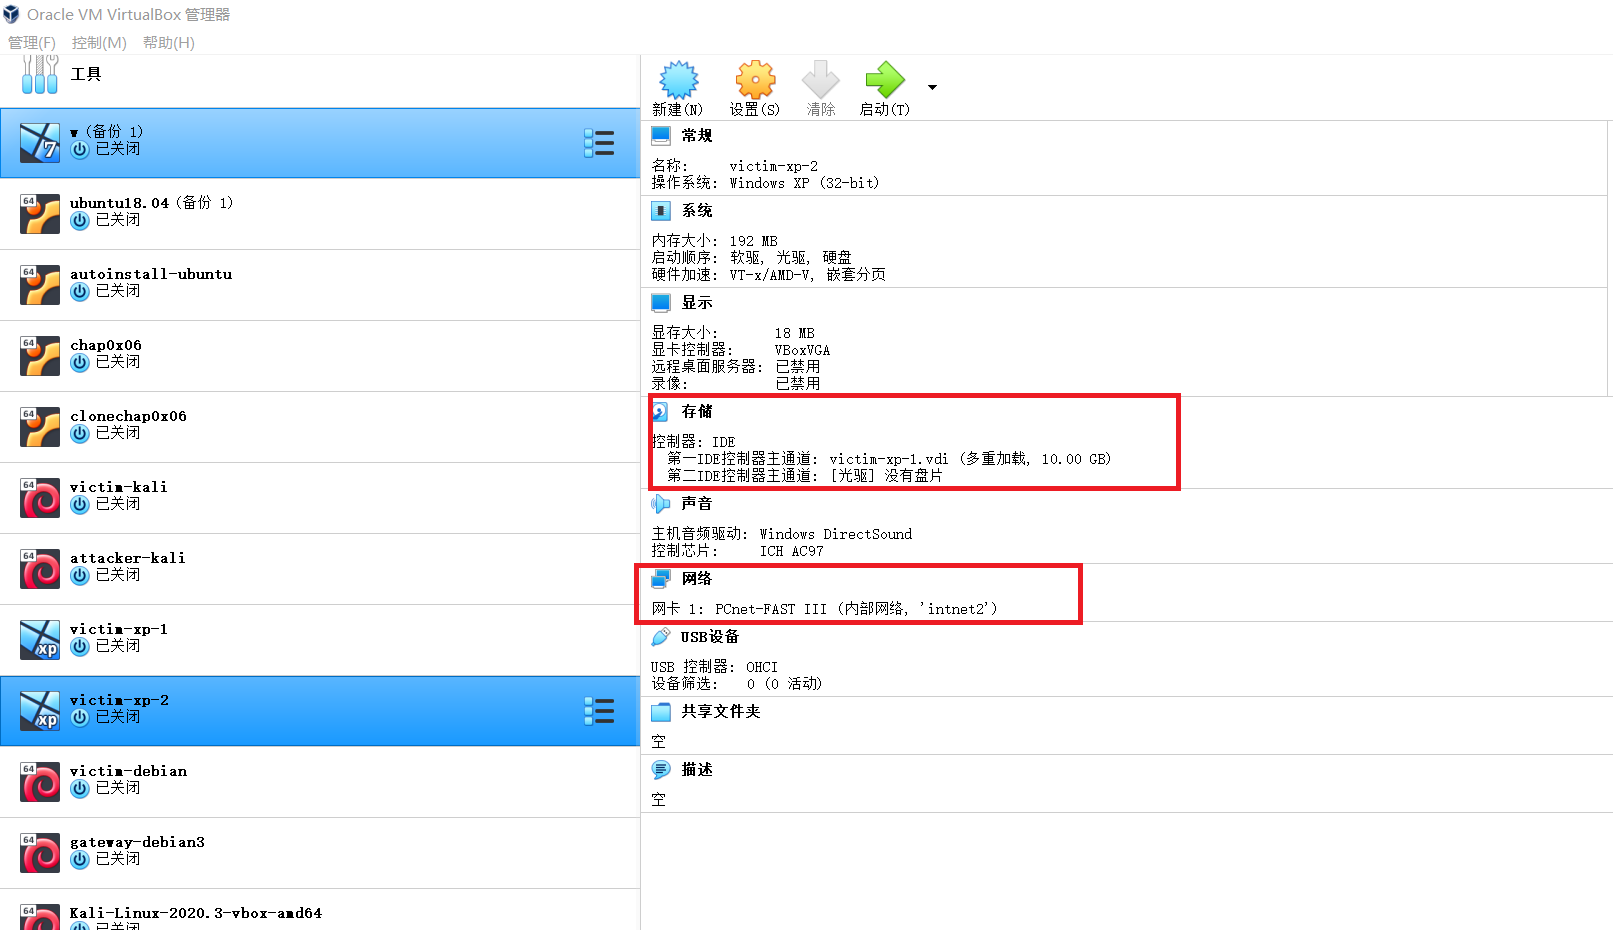 Oracle VM VirtualBox 管理器
管理(F) 控制(M) 帮助(H)
工具
w (备份 1)
7
已关闭
64
ubuntu18.04 (备份 1)
已关闭
64
autoinstall-ubuntu
已关闭
64
chap0x06
已关闭
64
clonechap0x06
已关闭
64
victim-kali
已关闭
64
attacker-kali
已关闭
victim-xp-1
xp
已关闭
victim-xp-2
xp
已关闭
64
victim-debian
已关闭
64
gateway-debian3
已关闭
64
Kali-Linux-2020.3-vbox-amd64
已关闭
新建(N) 设置(S) 清除 启动(T)
常规
名称: victim-xp-2
操作系统: Windows XP (32-bit)
系统
内存大小: 192 MB
启动顺序: 软驱, 光驱, 硬盘
硬件加速: VT-x/AMD-V, 嵌套分页
显示
显存大小: 18 MB
显卡控制器: VBoxVGA
远程桌面服务器: 已禁用
录像: 已禁用
存储
控制器: IDE
第一IDE控制器主通道: victim-xp-1.vdi (多重加载, 10.00 GB)
第二IDE控制器主通道: [光驱] 没有盘片
声音
主机音频驱动: Windows DirectSound
控制芯片: ICH AC97
网络
网卡 1: PCnet-FAST III (内部网络, 'intnet2')
USB设备
USB 控制器: OHCI
设备筛选: 0 (0 活动)
共享文件夹
空
描述
空